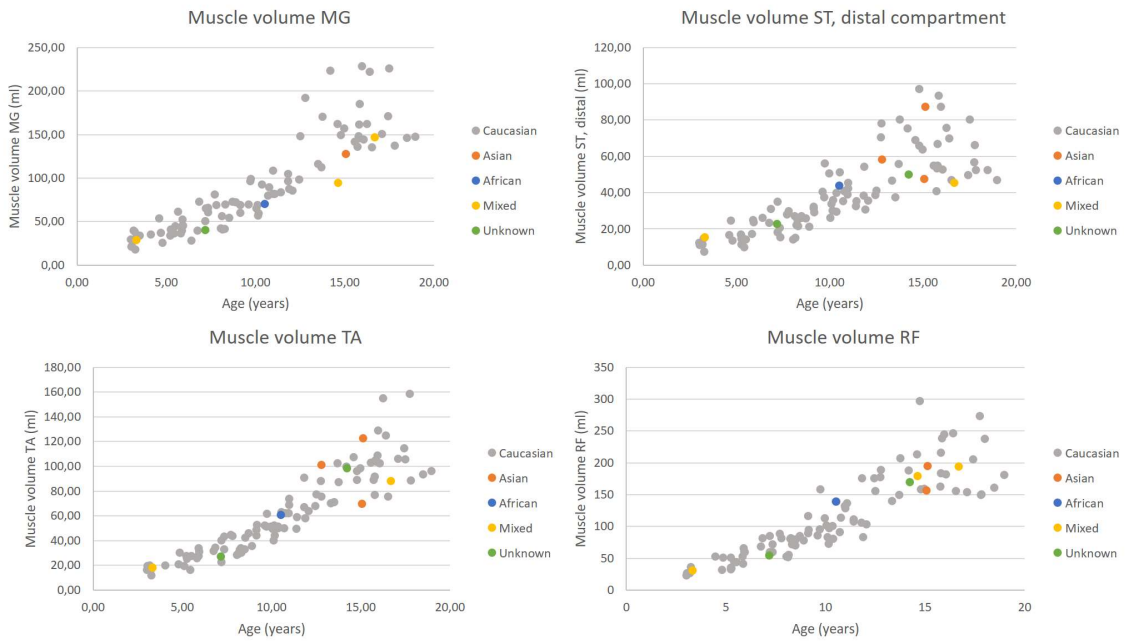 Muscle volume MG
Muscle volume MG (ml)
250,00
200,00
150,00
100,00
50,00
0,00
0,00 5,00 10,00 15,00 20,00
Age (years)
Caucasian
Asian
African
Mixed
Unknown
Muscle volume ST, distal compartment
Muscle volume ST, distal (ml)
120,00
100,00
80,00
60,00
40,00
20,00
0,00
0,00 5,00 10,00 15,00 20,00
Age (years)
Caucasian
Asian
African
Mixed
Unknown
Muscle volume TA
Muscle volume TA (ml)
180,00
160,00
140,00
120,00
100,00
80,00
60,00
40,00
20,00
0,00
0,00 5,00 10,00 15,00 20,00
Age (years)
Caucasian
Asian
African
Mixed
Unknown
Muscle volume RF
Muscle volume RF (ml)
350
300
250
200
150
100
50
0
0 5 10 15 20
Age (years)
Caucasian
Asian
African
Mixed
Unknown